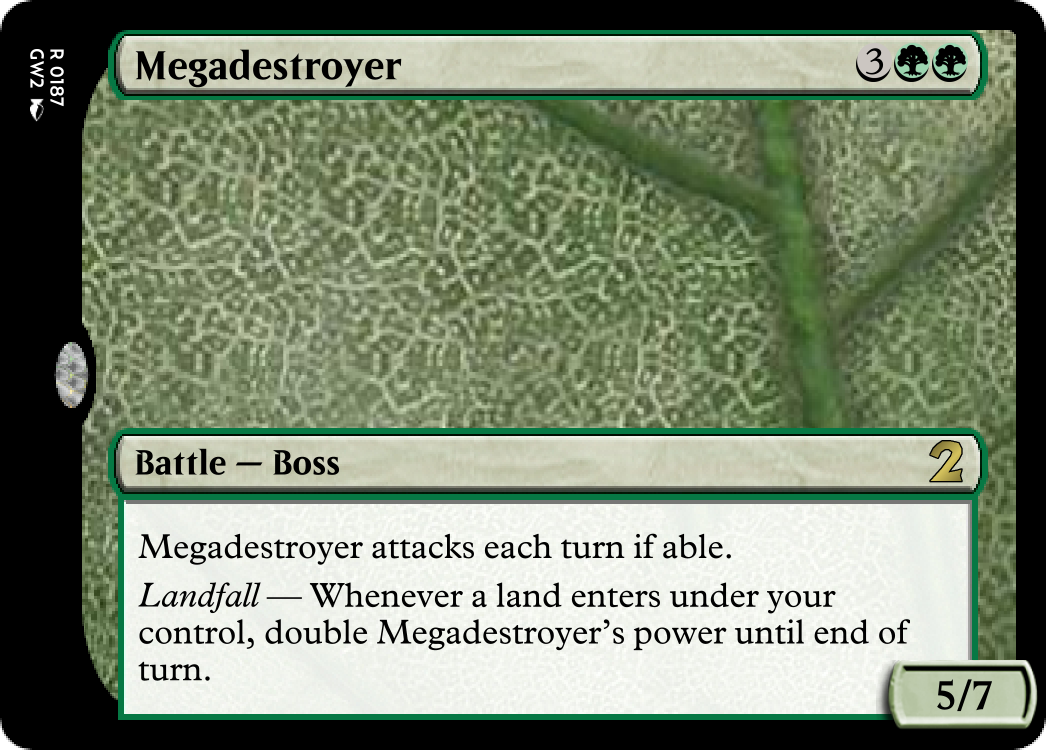 Megadestroyer 3
R 0187
GW2
Battle — Boss 2
Megadestroyer attacks each turn if able.
Landfall — Whenever a land enters under your
control, double Megadestroyer’s power until end of
turn.
5/7